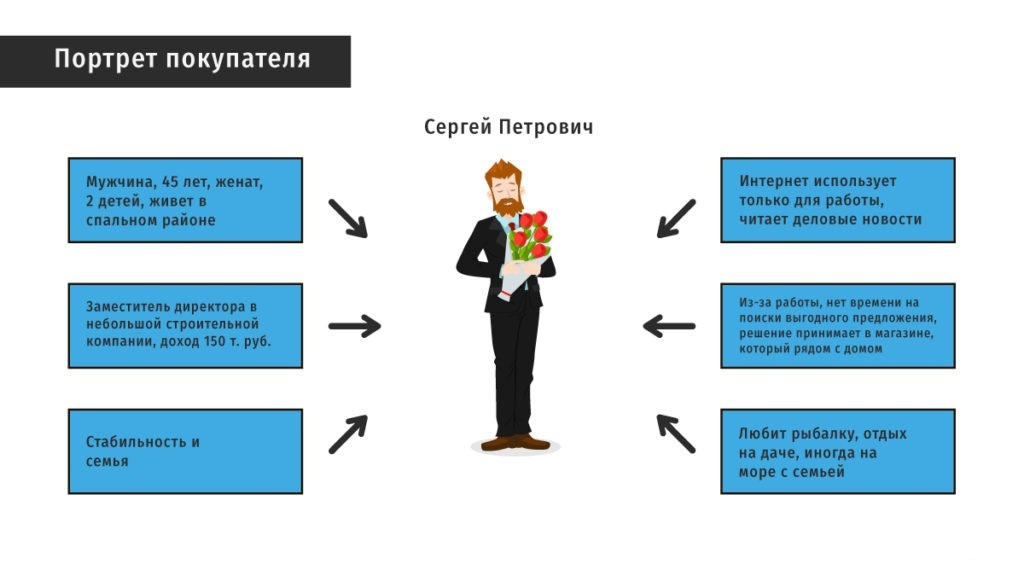 Портрет покупателя
Сергей Петрович
Мужчина, 45 лет, женат,
2 детей, живет в
спальном районе
Заместитель директора в
небольшой строительной
компании, доход 150 т. руб.
Стабильность и
семья
Интернет использует
только для работы,
читает деловые новости
Из-за работы, нет времени на
поиски выгодного предложения,
решение принимает в магазине,
который рядом с домом
Любит рыбалку, отдых
на даче, иногда на
море с семьей